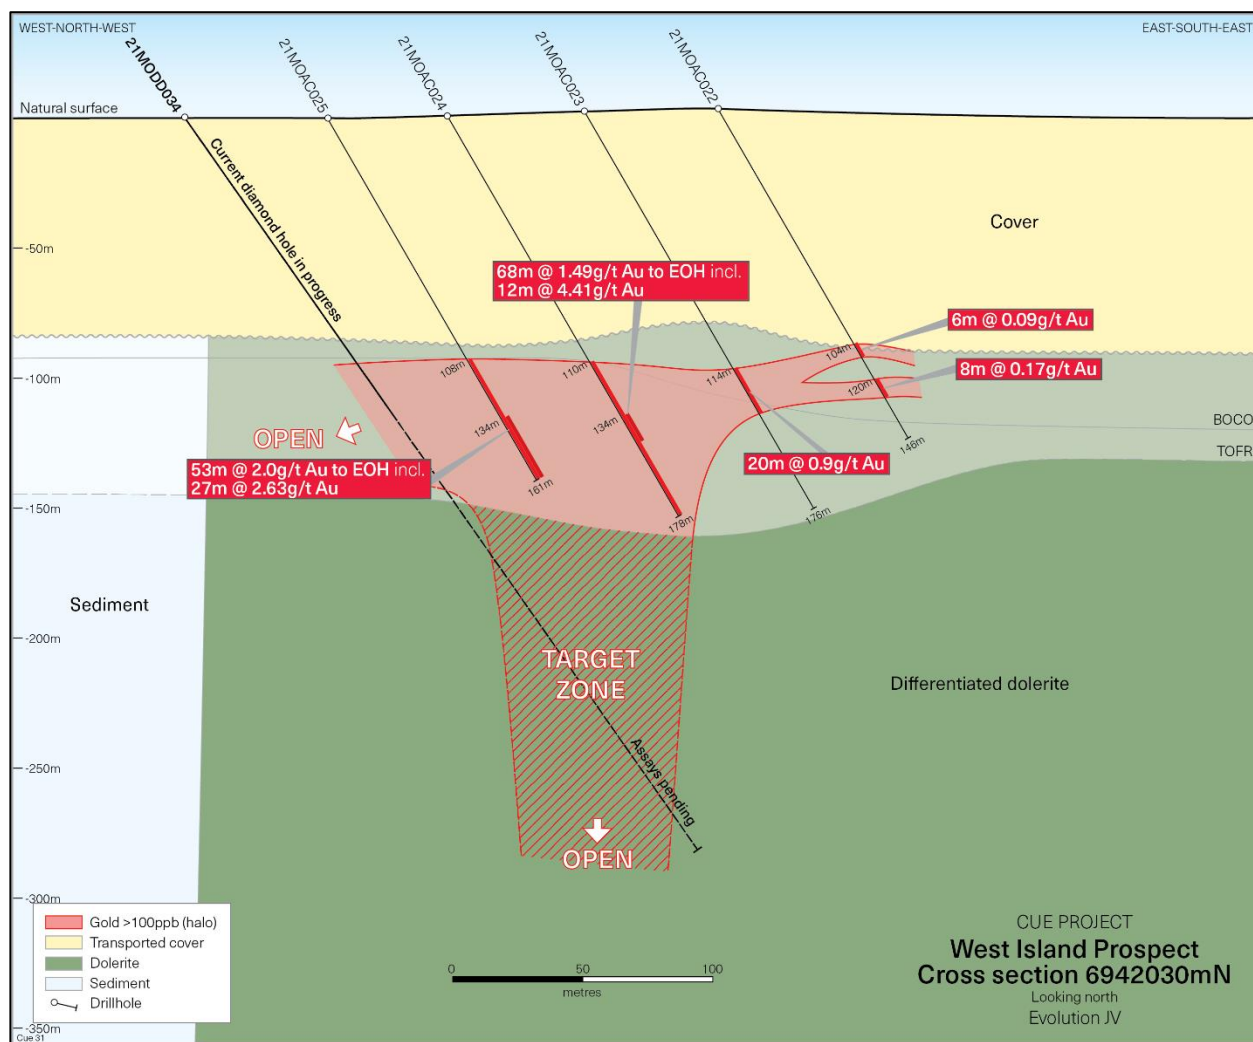 WEST-NORTH-WEST
EAST-SOUTH-EAST
21MODD034
21MOAC025
21MOAC024
21MOAC023
21MOAC022
Natural surface
Current diamond hole in progress
Cover
-50m
68m @ 1.49g/t Au to EOH incl.
12m @ 4.41g/t Au
6m @ 0.09g/t Au
104m
108m
110m
114m
8m @ 0.17g/t Au
120m
-100m
BOCO
134m
134m
OPEN
146m
TOFR
53m @ 2.0g/t Au to EOH incl.
27m @ 2.63g/t Au
20m @ 0.9g/t Au
161m
-150m
178m
176m
Sediment
-200m
TARGET
ZONE
Differentiated dolerite
-250m
Assays pending
OPEN
-300m
Gold >100ppb (halo)
Transported cover
Dolerite
Sediment
Drillhole
0
50
100
metres
CUE PROJECT
West Island Prospect
Cross section 6942030mN
Looking north
Evolution JV
-350m
Cue 31